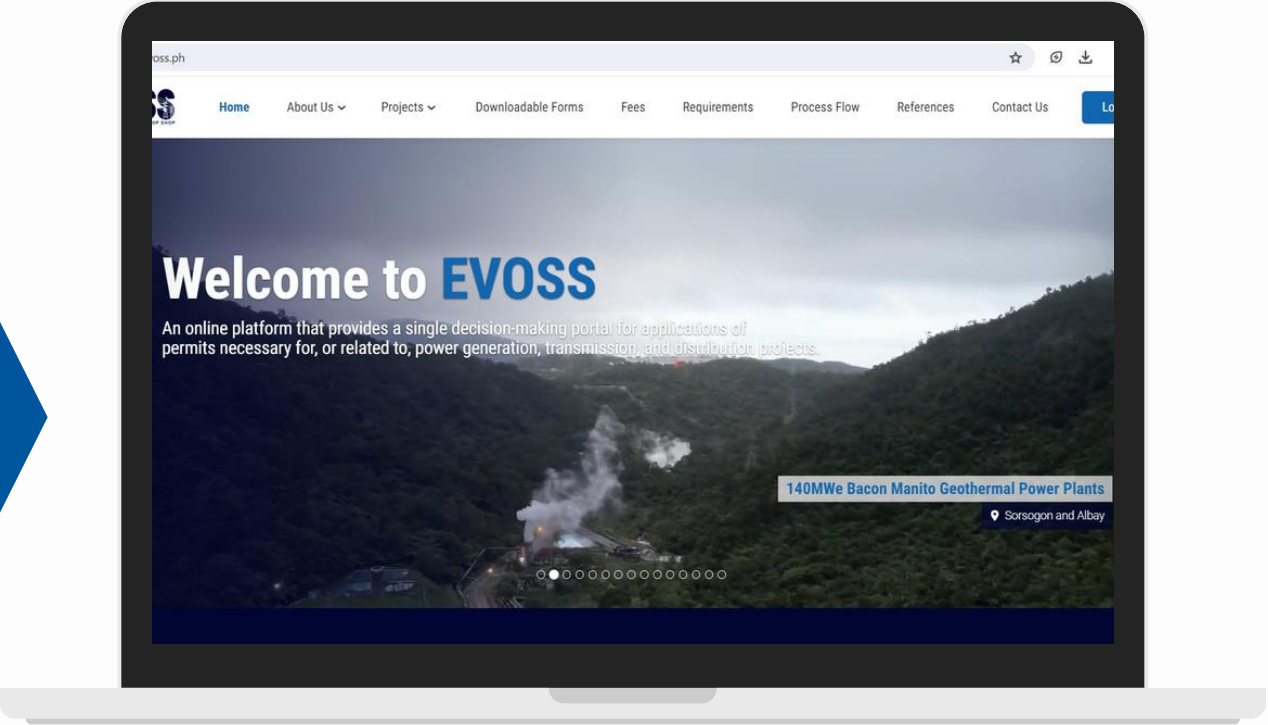 oss.ph
Home About Us Projects Downloadable Forms Fees Requirements Process Flow References Contact Us
Welcome to EVOSS
An online platform that provides a single decision-making portal for applications of
permits necessary for, or related to, power generation, transmission, and distribution projects.
140MWe Bacon Manito Geothermal Power Plants
Sorsogon and Albay